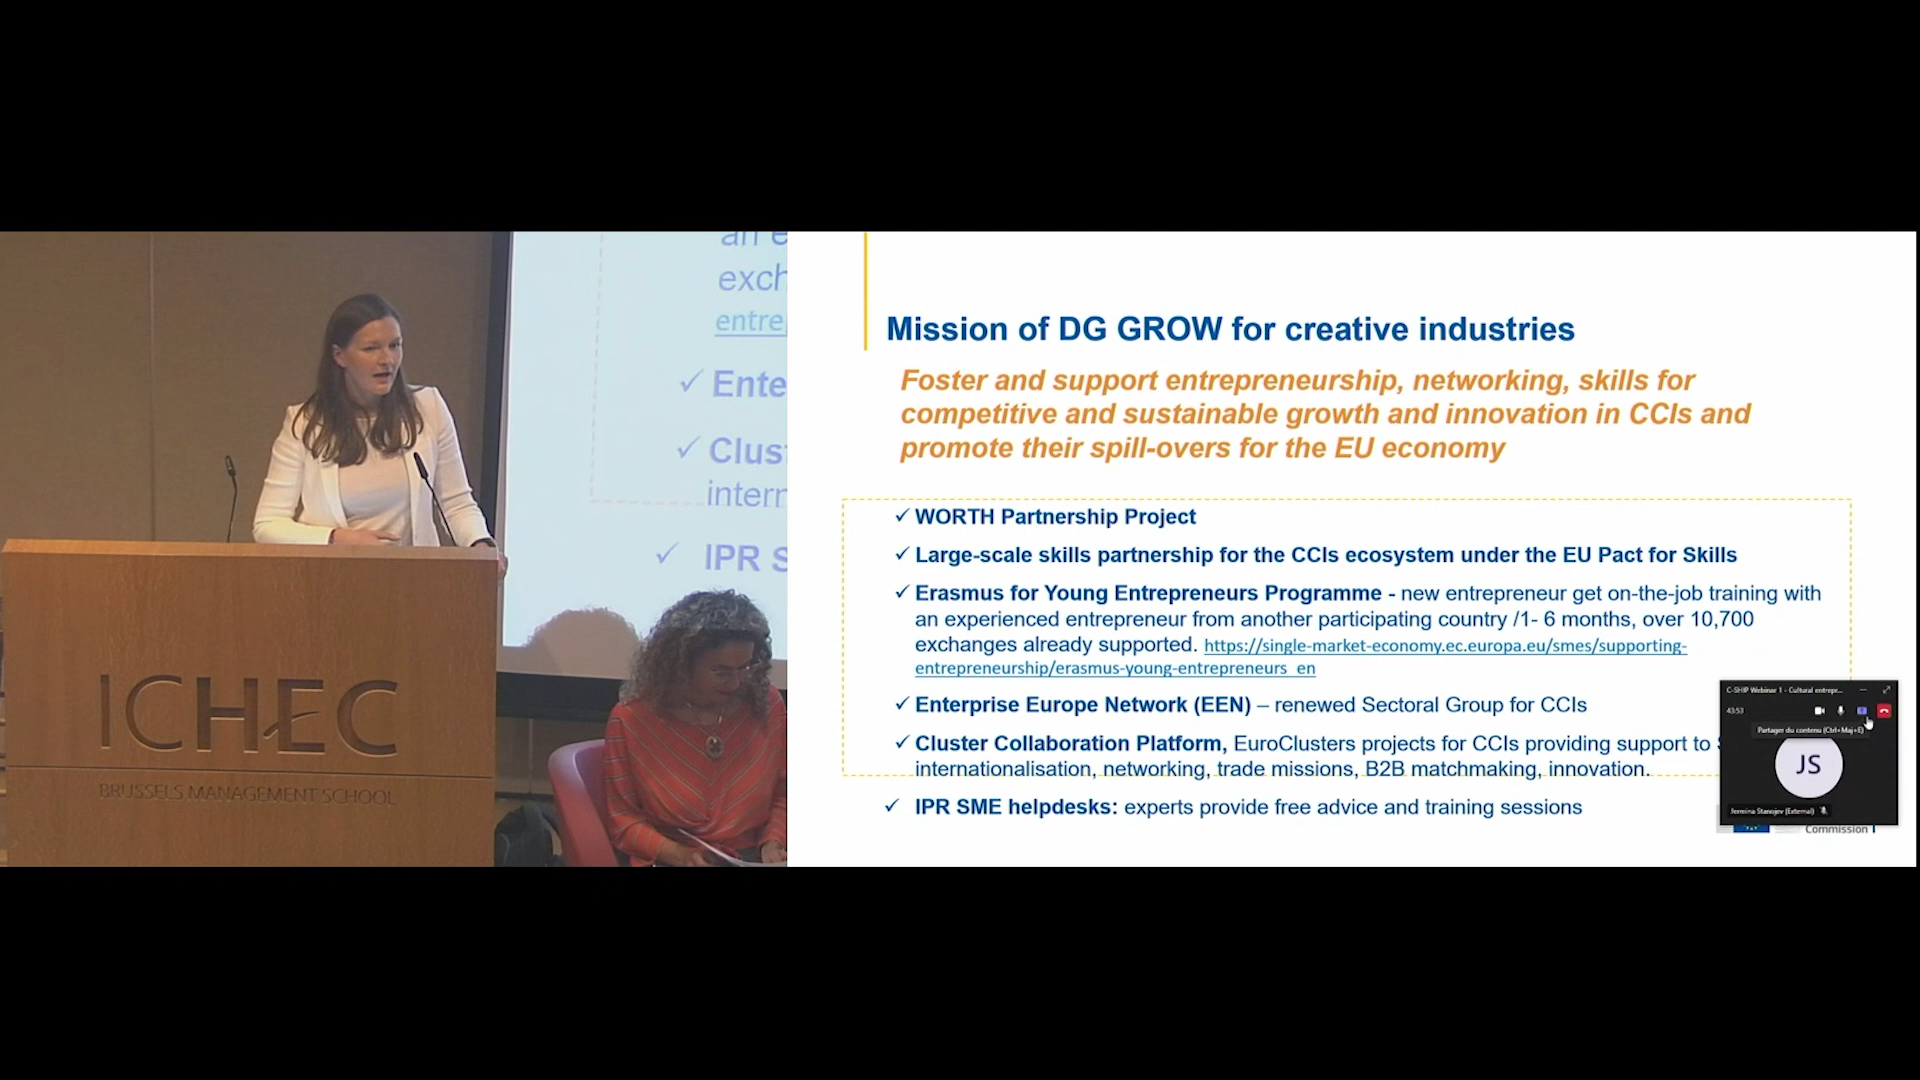 an e
exch
entrep
✓ Ente
✓ Clus
intern
✓ IPR S
ICHEC
BRUSSELS MANAGEMENT SCHOOL
Mission of DG GROW for creative industries
Foster and support entrepreneurship, networking, skills for
competitive and sustainable growth and innovation in CCIs and
promote their spill-overs for the EU economy
✓ WORTH Partnership Project
✓ Large-scale skills partnership for the CCIs ecosystem under the EU Pact for Skills
✓ Erasmus for Young Entrepreneurs Programme - new entrepreneur get on-the-job training with
an experienced entrepreneur from another participating country /1- 6 months, over 10,700
exchanges already supported. https://single-market-economy.ec.europa.eu/smes/supporting-
entrepreneurship/erasmus-young-entrepreneurs_en
✓ Enterprise Europe Network (EEN) – renewed Sectoral Group for CCIs
✓ Cluster Collaboration Platform, EuroClusters projects for CCIs providing support to
internationalisation, networking, trade missions, B2B matchmaking, innovation.
✓ IPR SME helpdesks: experts provide free advice and training sessions
C-SHIP Webinar 1 - Cultural entrepr...
43:53
Partager du contenu (Ctrl+Maj+E)
JS
Jermina Stanojev (External)
Commission